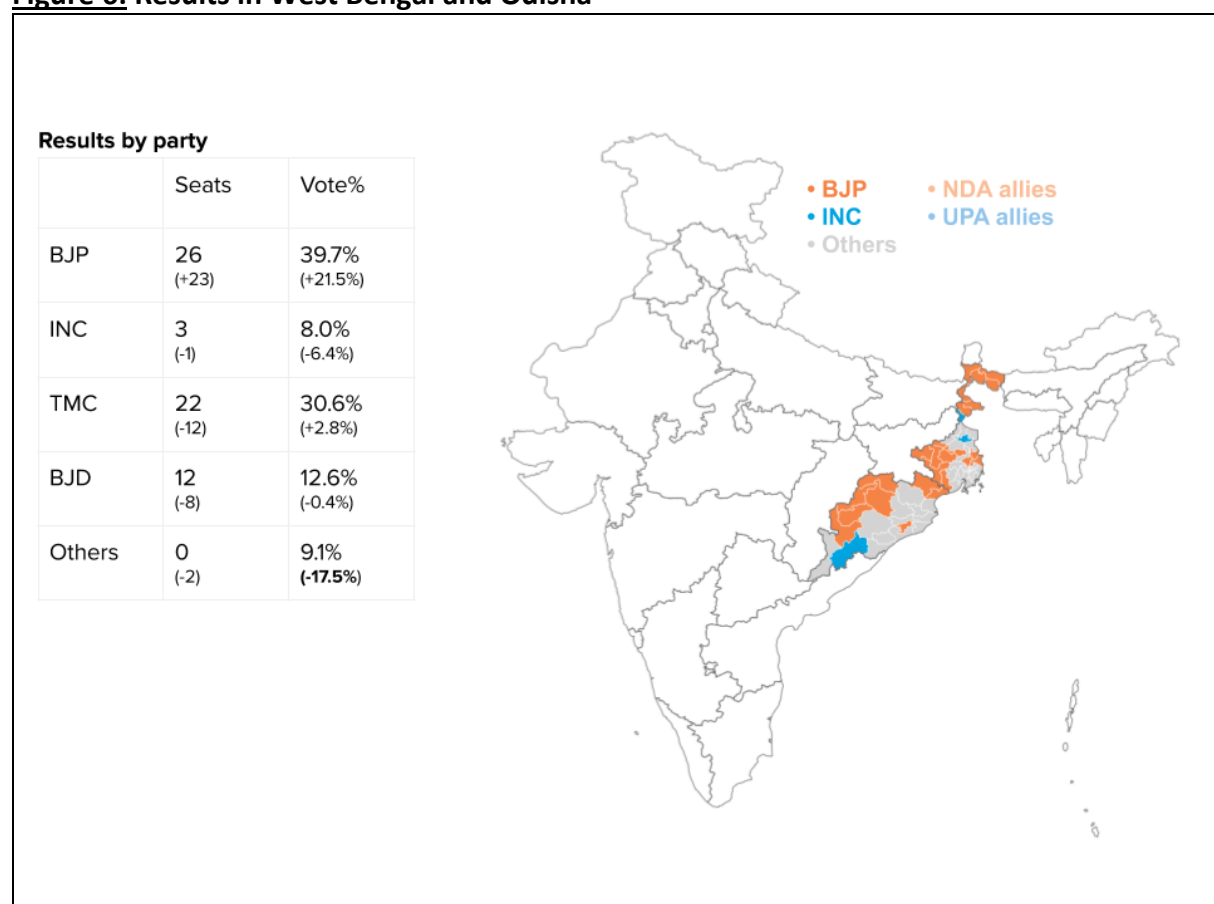 Figure 6: Results in West Bengal and Odisha
Results by party
Seats Vote%
BJP 26 39.7%
(+23) (+21.5%)
INC 3 8.0%
(-1) (-6.4%)
TMC 22 30.6%
(-12) (+2.8%)
BJD 12 12.6%
(-8) (-0.4%)
Others 0 9.1%
(-2) (-17.5%)
• BJP • NDA allies
• INC • UPA allies
• Others